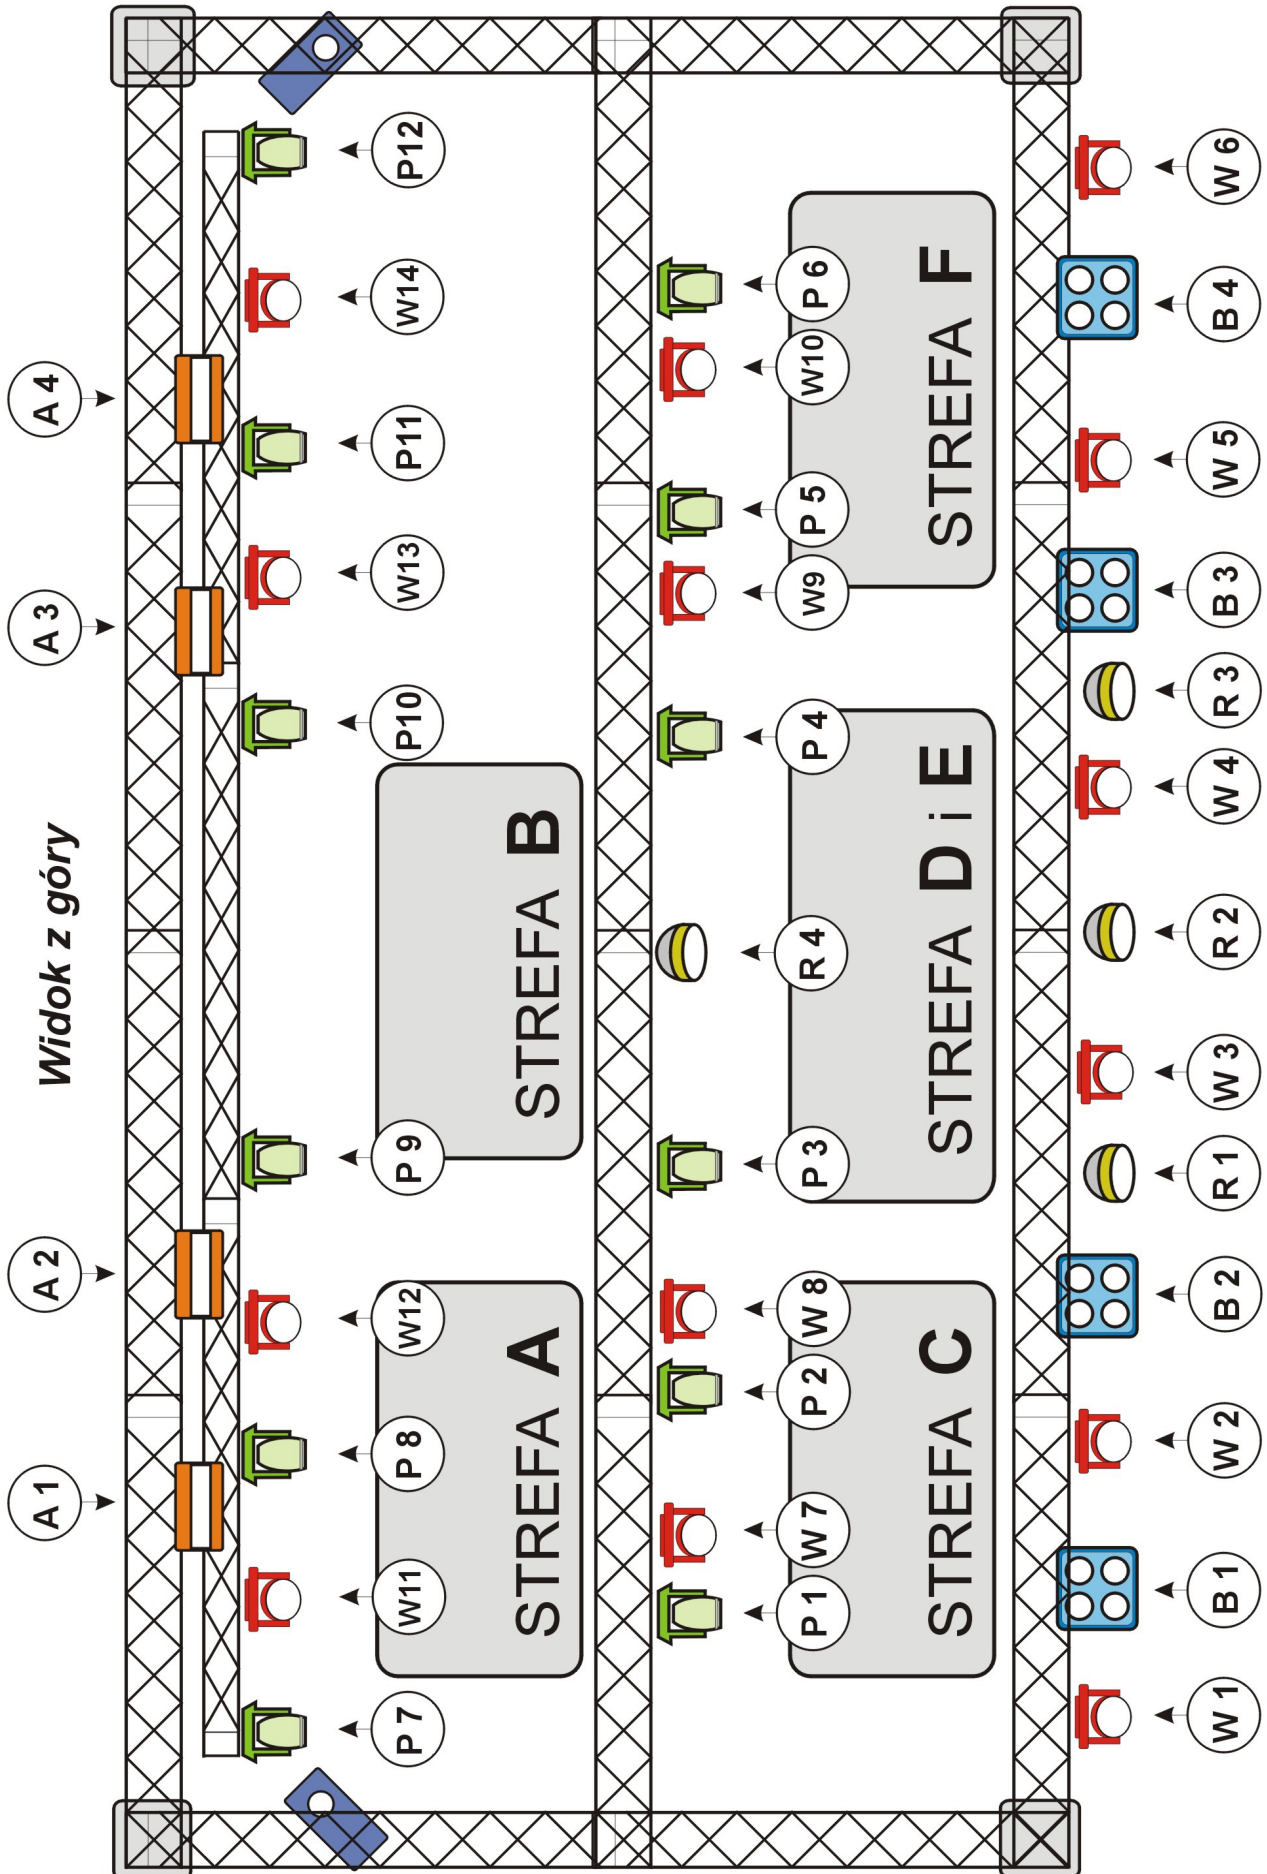 Widok z góry
A 1
A 2
A 3
A 4
P 7
W11
P 8
W12
P 9
P10
W13
P11
W14
P12
STREFA A
STREFA B
P 1
W 7
P 2
W 8
P 3
R 4
P 4
W9
P 5
W10
P 6
STREFA C
STREFA D i E
STREFA F
W 1
B 1
W 2
B 2
R 1
W 3
R 2
W 4
R 3
B 3
W 5
B 4
W 6